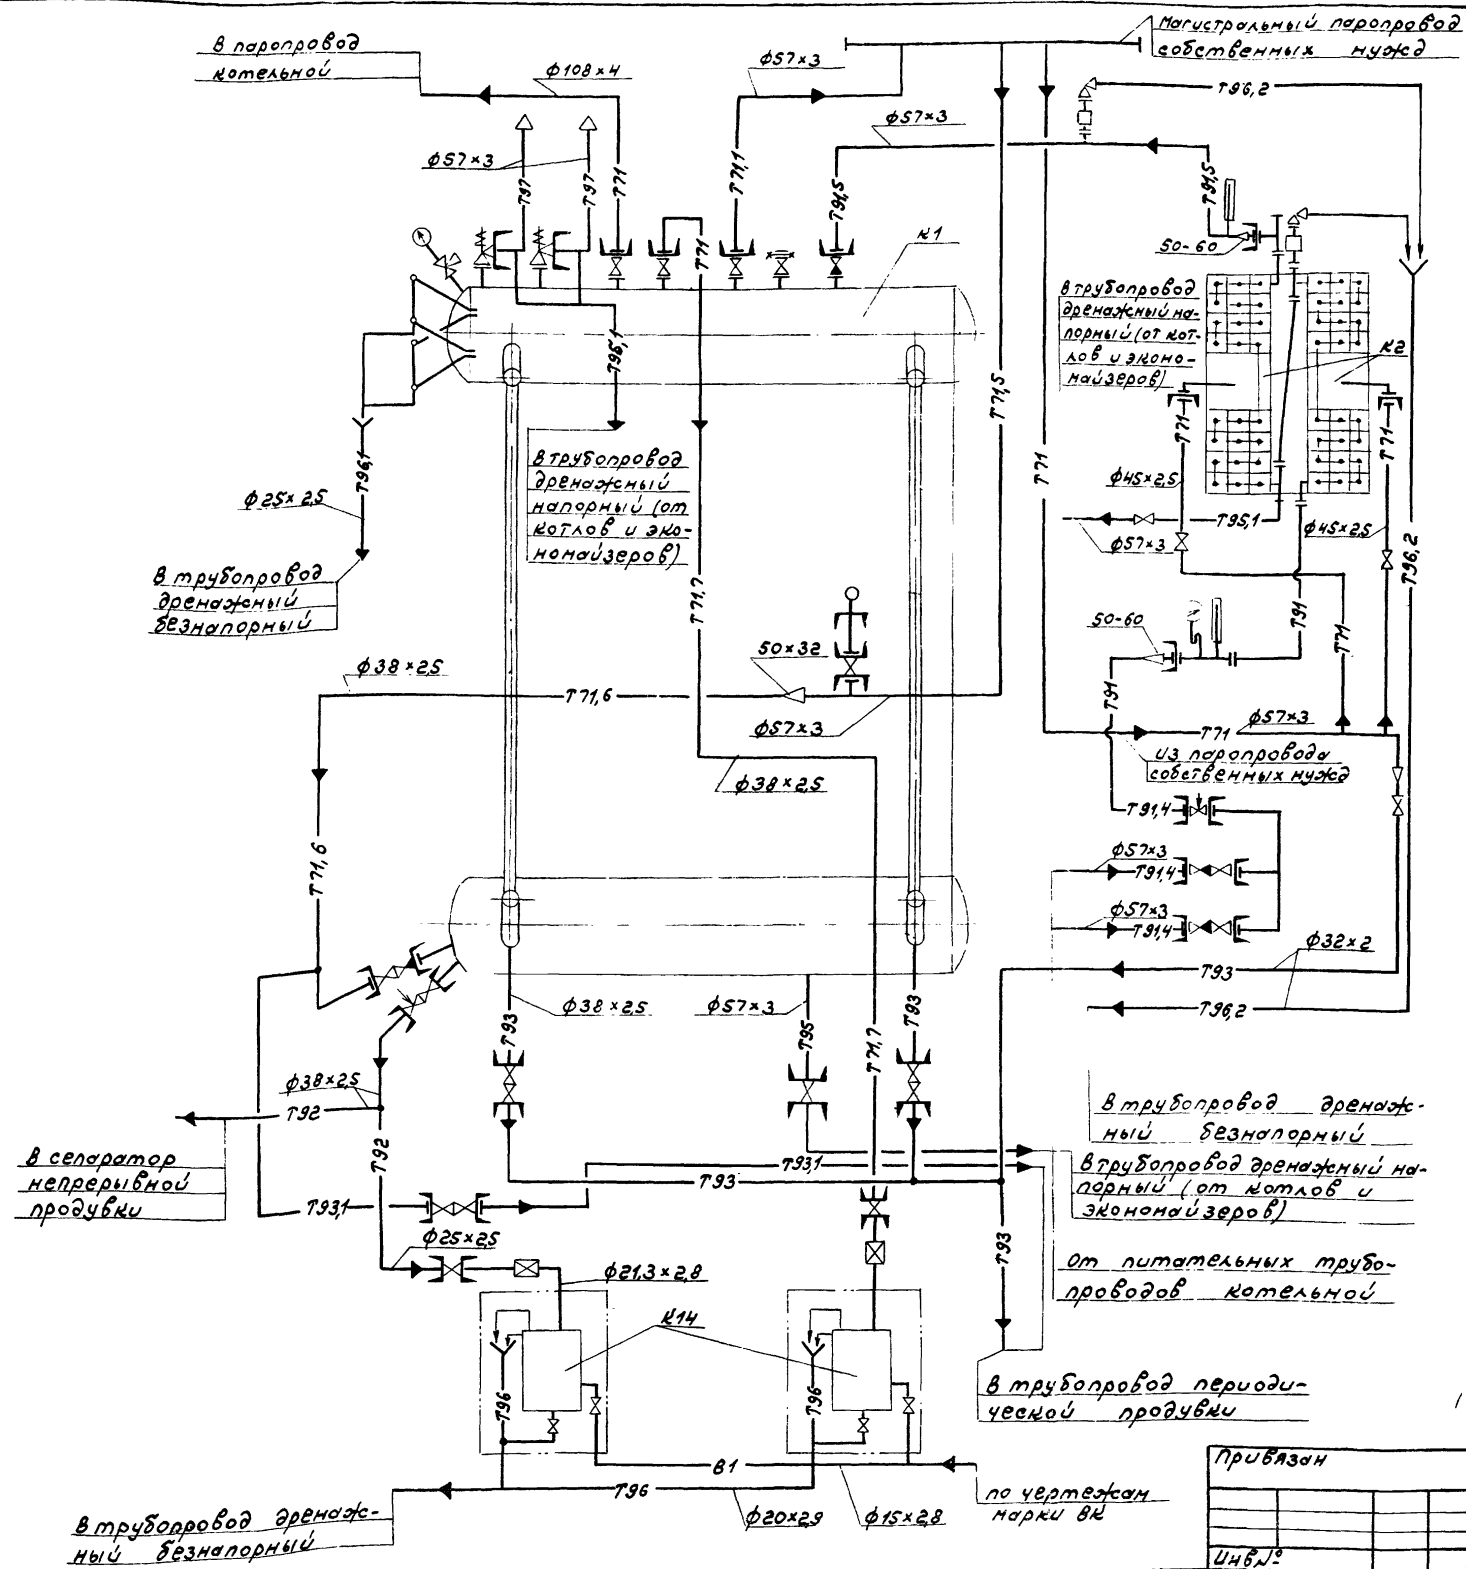 В паропровод
котельной
ф108×4
ф57×3
Магистральный паропровод
собственных нужд
Т96,2
ф57×3
ф57×3
Т97
Т97
Т71
Т71,1
Т91,5
Т91,5
Т71
к1
50-60
В трубопровод
дренажный на-
порный (от кот-
лов и эконо-
майзеров)
к2
Т95,1
Т71,5
Т71
Т71
Т71
В трубопровод
дренажный
напорный (от
котлов и эко-
номайзеров)
Т96,1
ф25×2,5
ф45×2,5
Т95,1
ф57×3
ф45×2,5
Т96,2
В трубопровод
дренажный
безнапорный
Т71,7
Т91
Т71
50-60
50×32
ф38×2,5
Т71,6
ф57×3
Т91
Т71
ф57×3
из паропровода
собственных нужд
ф38×2,5
Т91,4
Т71,6
ф57×3
Т91,4
ф57×3
Т91,4
ф32×2
Т93
Т96,2
ф38×2,5
ф57×3
Т93
Т95
Т71,7
Т93
ф38×2,5
Т92
Т92
В трубопровод дренаж-
ный безнапорный
В сепаратор
непрерывной
продувки
Т93,1
Т93
В трубопровод дренажный на-
порный (от котлов и
экономайзеров)
Т93,1
ф25×2,5
Т93
От питательных трубо-
проводов котельной
ф21,3×2,8
к14
Т96
Т96
В трубопровод периоди-
ческой продувки
В1
Т96
ф20×2,9
ф15×2,8
по чертежам
марки ВК
В трубопровод дренаж-
ный безнапорный
Привязан
Инв.№